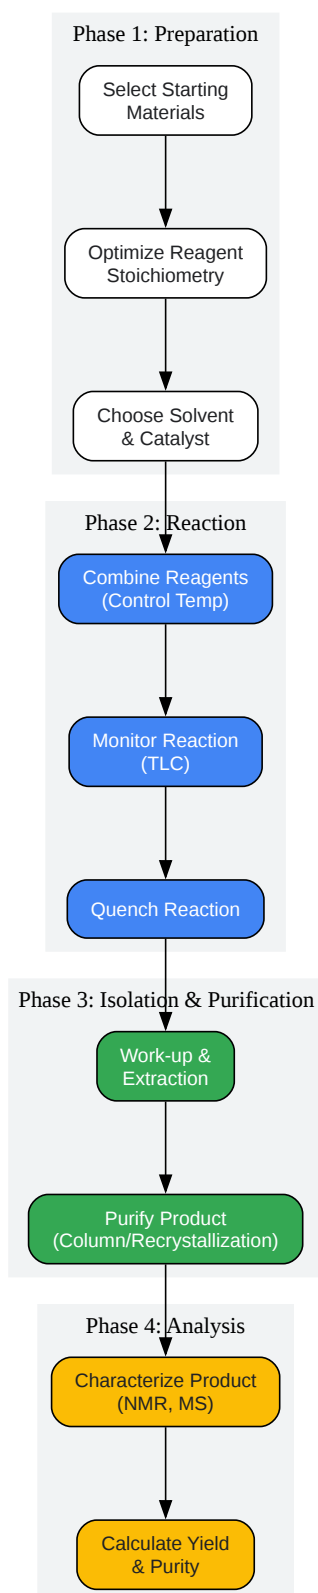 Phase 1: Preparation
Select Starting
Materials
Optimize Reagent
Stoichiometry
Choose Solvent
& Catalyst
Phase 2: Reaction
Combine Reagents
(Control Temp)
Monitor Reaction
(TLC)
Quench Reaction
Phase 3: Isolation & Purification
Work-up &
Extraction
Purify Product
(Column/Recrystallization)
Phase 4: Analysis
Characterize Product
(NMR, MS)
Calculate Yield
& Purity